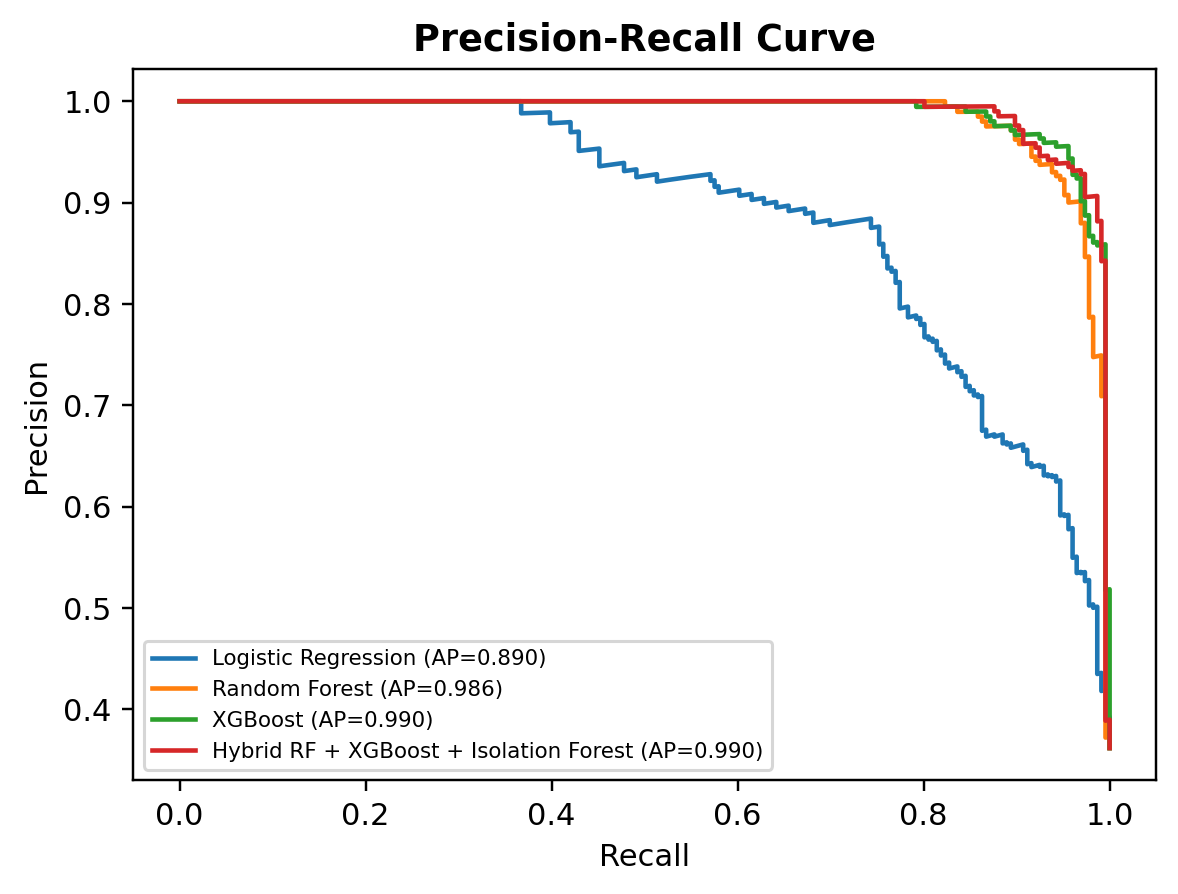 Precision-Recall Curve
1.0
0.9
0.8
0.7
0.6
0.5
0.4
Precision
Logistic Regression (AP=0.890)
Random Forest (AP=0.986)
XGBoost (AP=0.990)
Hybrid RF + XGBoost + Isolation Forest (AP=0.990)
0.0 0.2 0.4 0.6 0.8 1.0
Recall